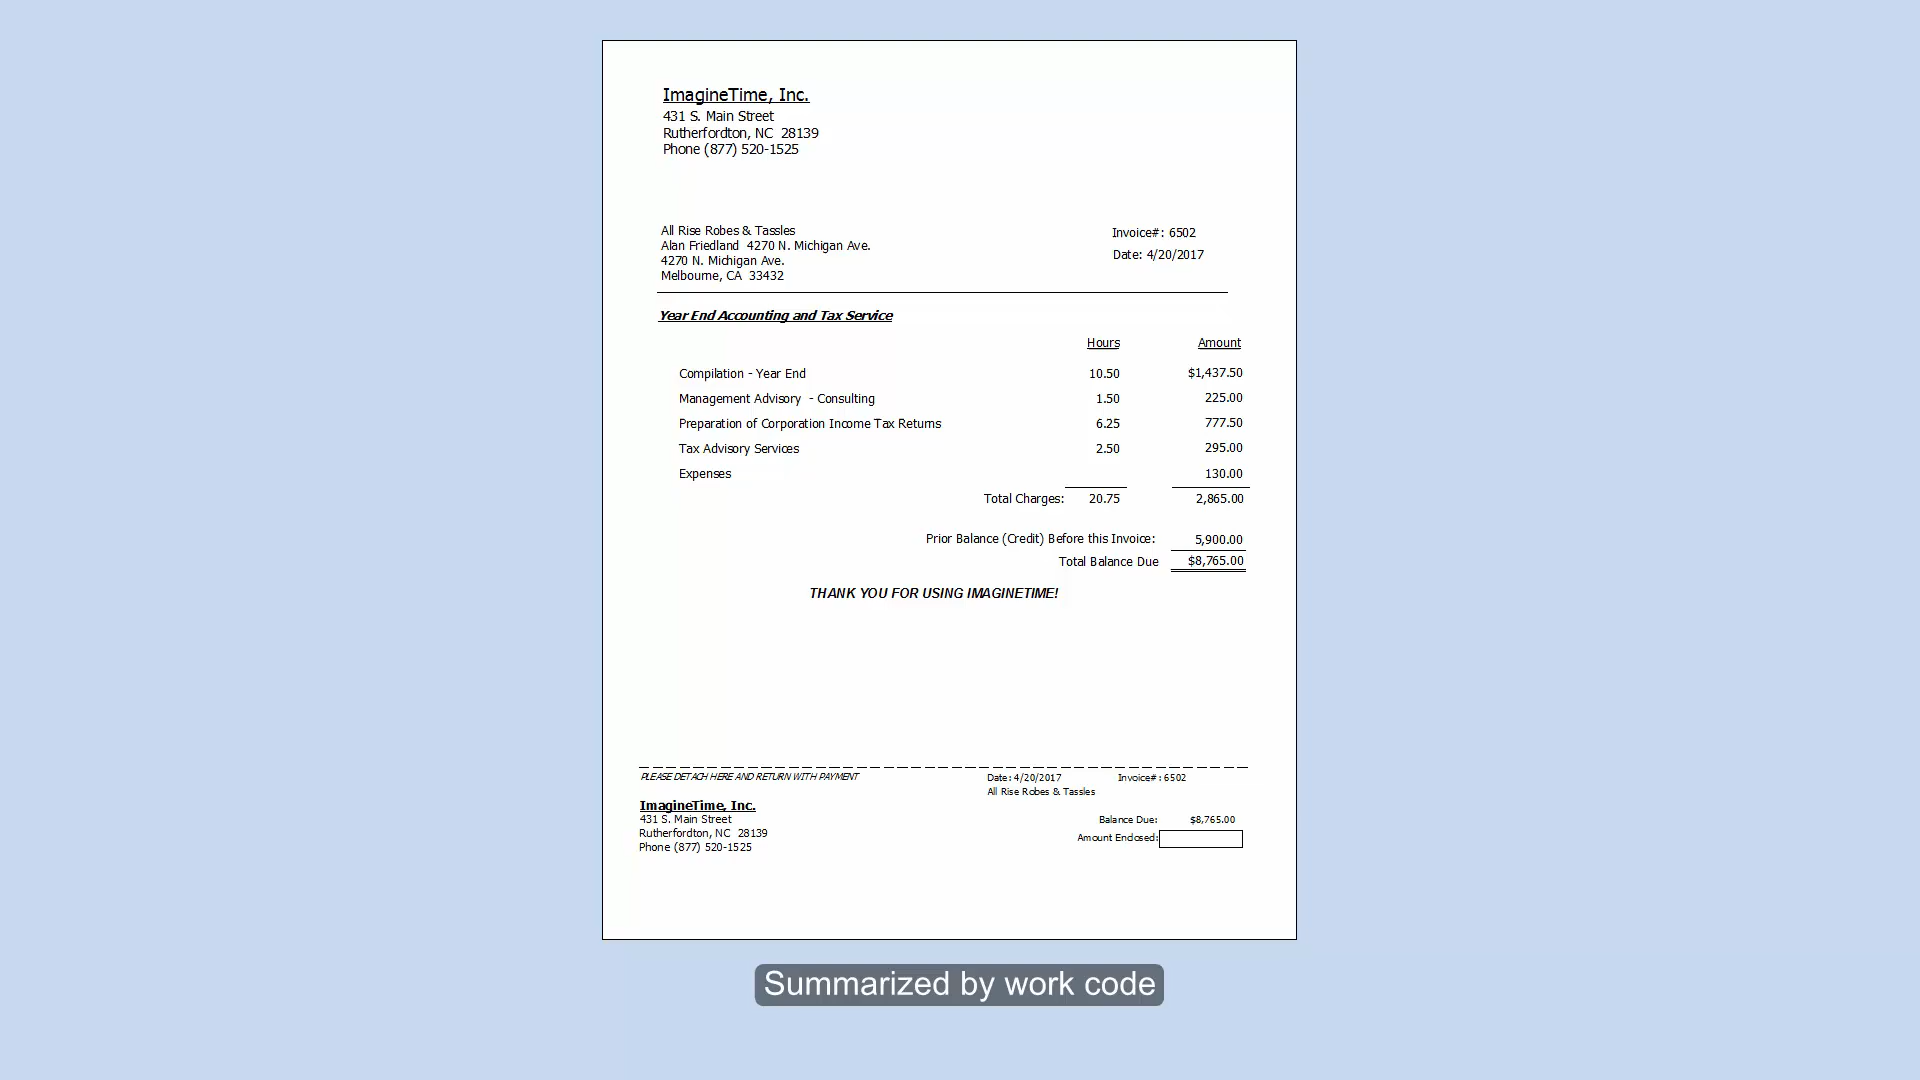 ImagineTime, Inc.
431 S. Main Street
Rutherfordton, NC 28139
Phone (877) 520-1525
All Rise Robes & Tassles
Alan Friedland 4270 N. Michigan Ave.
4270 N. Michigan Ave.
Melbourne, CA 33432
Invoice#: 6502
Date: 4/20/2017
Year End Accounting and Tax Service
Hours Amount
Compilation - Year End 10.50 $1,437.50
Management Advisory - Consulting 1.50 225.00
Preparation of Corporation Income Tax Returns 6.25 777.50
Tax Advisory Services 2.50 295.00
Expenses 130.00
Total Charges: 20.75 2,865.00
Prior Balance (Credit) Before this Invoice: 5,900.00
Total Balance Due $8,765.00
THANK YOU FOR USING IMAGINETIME!
PLEASE DETACH HERE AND RETURN WITH PAYMENT
Date: 4/20/2017 Invoice#: 6502
All Rise Robes & Tassles
ImagineTime, Inc.
431 S. Main Street
Rutherfordton, NC 28139
Phone (877) 520-1525
Balance Due: $8,765.00
Amount Enclosed:
Summarized by work code